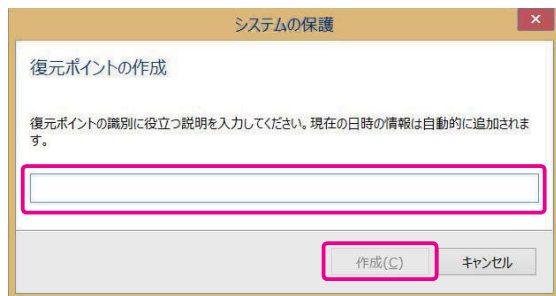 システムの保護
復元ポイントの作成
復元ポイントの識別に役立つ説明を入力してください。現在の日時の情報は自動的に追加されま
す。
作成(C) キャンセル